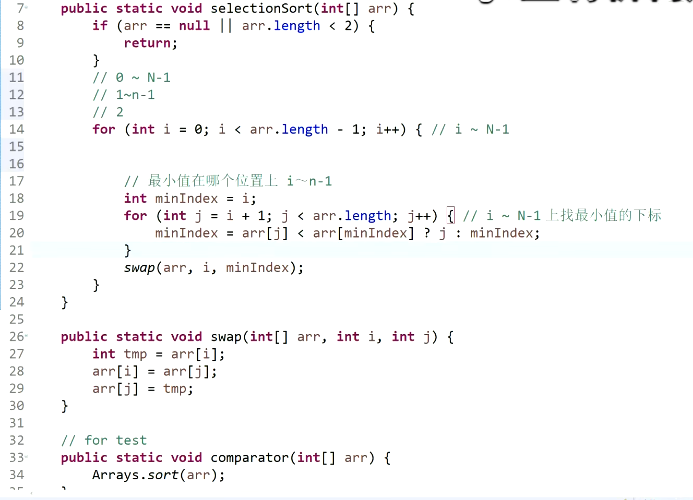 7 public static void selectionSort(int[] arr) {
8 if (arr == null || arr.length < 2) {
9 return;
10 }
11 // 0 ~ N-1
12 // 1~n-1
13 // 2
14 for (int i = 0; i < arr.length - 1; i++) { // i ~ N-1
15
16
17 // 最小值在哪个位置上 i～n-1
18 int minIndex = i;
19 for (int j = i + 1; j < arr.length; j++) { // i ~ N-1 上找最小值的下标
20 minIndex = arr[j] < arr[minIndex] ? j : minIndex;
21 }
22 swap(arr, i, minIndex);
23 }
24 }
25
26 public static void swap(int[] arr, int i, int j) {
27 int tmp = arr[i];
28 arr[i] = arr[j];
29 arr[j] = tmp;
30 }
31
32 // for test
33 public static void comparator(int[] arr) {
34 Arrays.sort(arr);